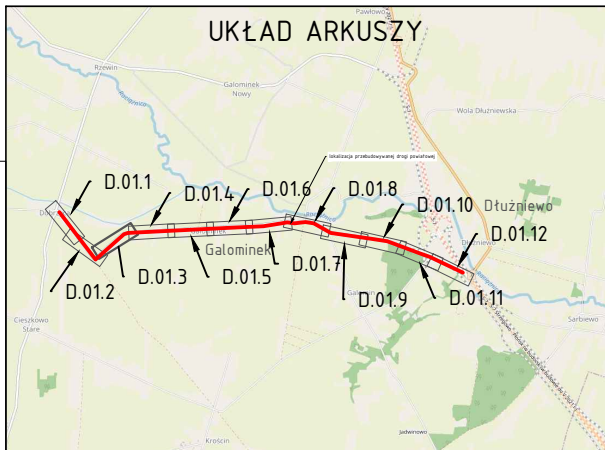 UKŁAD ARKUSZY
Pawłowo
Rzewin
Galominek
Nowy
Wola Dłużniewska
lokalizacja przebudowywanej drogi powiatowej
D.01.1
D.01.4
D.01.6
D.01.8
D.01.10
Dłużniewo
D.01.12
Dłużniewo
Galominek
D.01.2
D.01.3
D.01.5
D.01.7
D.01.9
D.01.11
Cieszkowo
Stare
Sarbiewo
Krościn
Jadwinowo